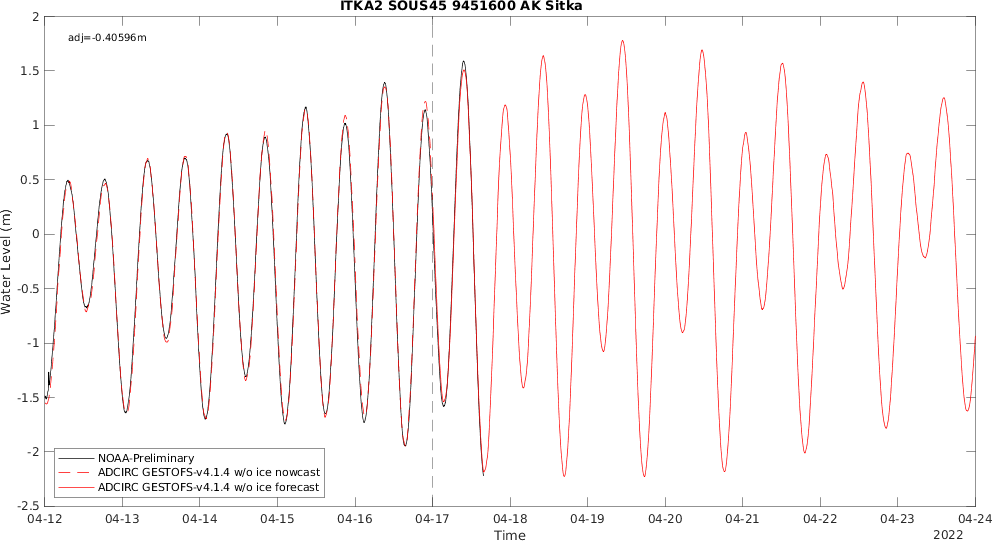 ITKA2 SOUS45 9451600 AK Sitka
2
1.5
1
0.5
0
-0.5
-1
-1.5
-2
-2.5
Water Level (m)
adj=-0.40596m
NOAA-Preliminary
ADCIRC GESTOFS-v4.1.4 w/o ice nowcast
ADCIRC GESTOFS-v4.1.4 w/o ice forecast
04-12 04-13 04-14 04-15 04-16 04-17 04-18 04-19 04-20 04-21 04-22 04-23 04-24
Time
2022